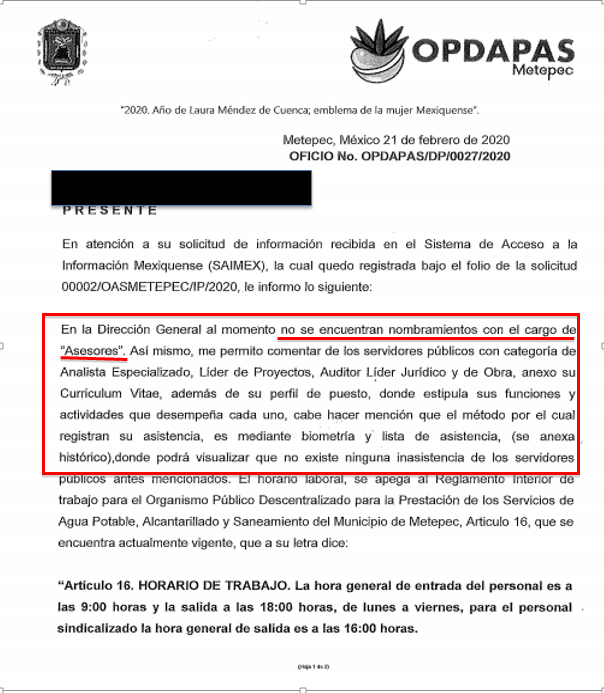 OPDAPAS
Metepec
"2020. Año de Laura Méndez de Cuenca; emblema de la mujer Mexiquense".
Metepec, México 21 de febrero de 2020
OFICIO No. OPDAPAS/DP/0027/2020
PRESENTE
En atención a su solicitud de información recibida en el Sistema de Acceso a la
Información Mexiquense (SAIMEX), la cual quedo registrada bajo el folio de la solicitud
00002/OASMETEPEC/IP/2020, le informo lo siguiente:
En la Dirección General al momento no se encuentran nombramientos con el cargo de
"Asesores". Así mismo, me permito comentar de los servidores públicos con categoría de
Analista Especializado, Líder de Proyectos, Auditor Líder Jurídico y de Obra, anexo su
Curriculum Vitae, además de su perfil de puesto, donde estipula sus funciones y
actividades que desempeña cada uno, cabe hacer mención que el método por el cual
registran su asistencia, es mediante biometría y lista de asistencia, (se anexa
histórico),donde podrá visualizar que no existe ninguna inasistencia de los servidores
públicos antes mencionados. El horario laboral, se apega al Reglamento Interior de
trabajo para el Organismo Público Descentralizado para la Prestación de los Servicios de
Agua Potable, Alcantarillado y Saneamiento del Municipio de Metepec, Articulo 16, que se
encuentra actualmente vigente, que a su letra dice:
"Artículo 16. HORARIO DE TRABAJO. La hora general de entrada del personal es a
las 9:00 horas y la salida a las 18:00 horas, de lunes a viernes, para el personal
sindicalizado la hora general de salida es a las 16:00 horas.
(Hoja 1 de 2)